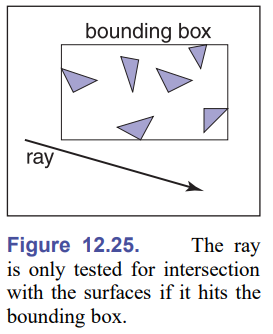 bounding box
ray
Figure 12.25. The ray
is only tested for intersection
with the surfaces if it hits the
bounding box.